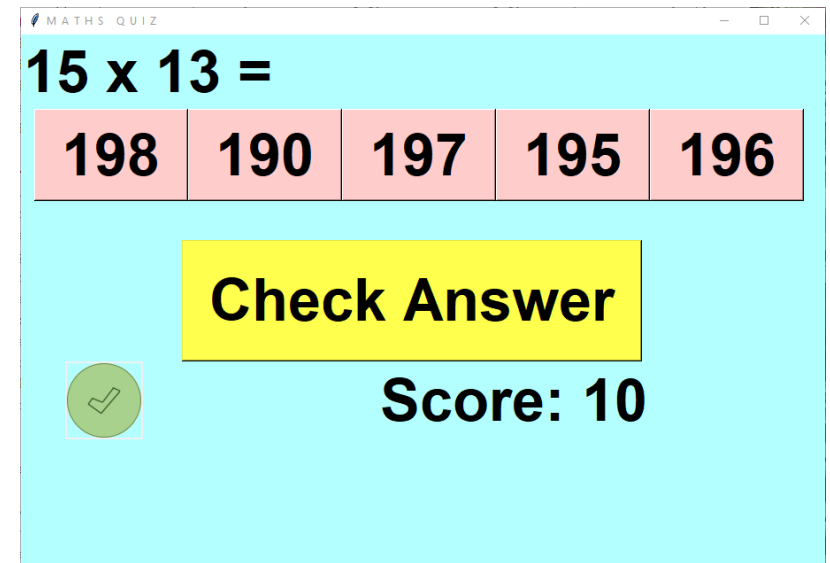 MATHS QUIZ
15 x 13 =
198 190 197 195 196
Check Answer
Score: 10